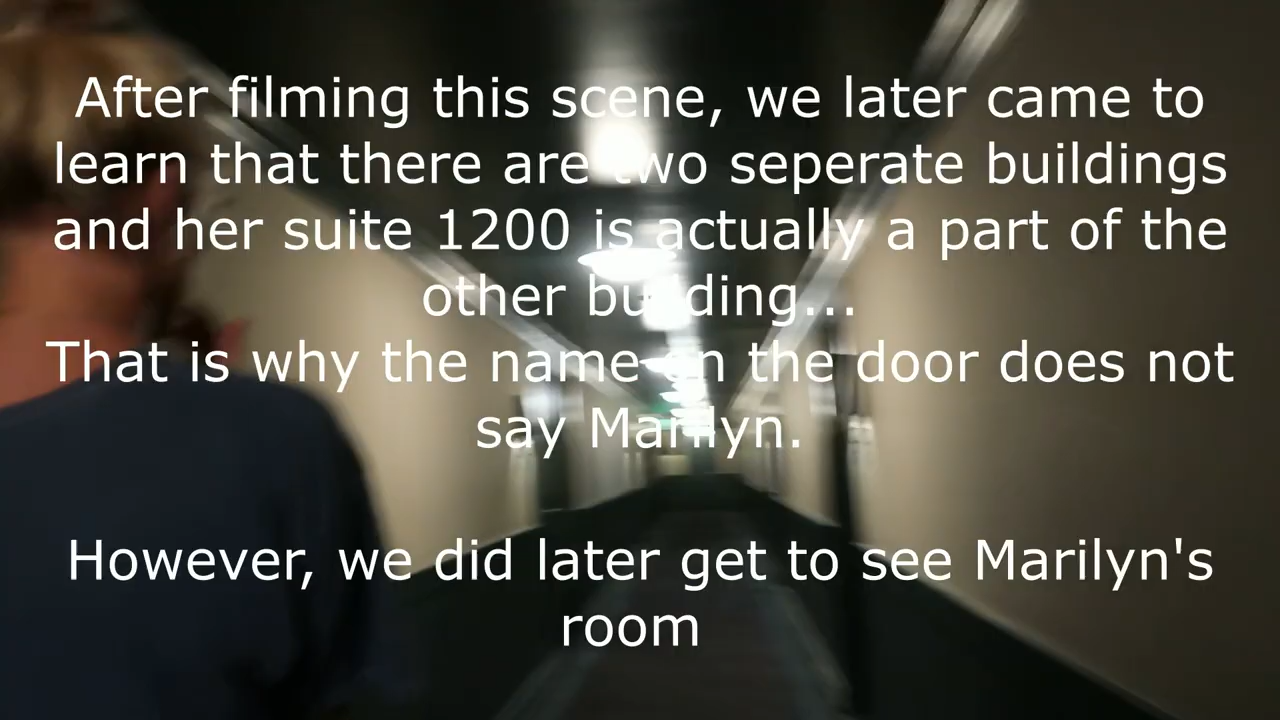 After filming this scene, we later came to
learn that there are two seperate buildings
and her suite 1200 is actually a part of the
other building...
That is why the name on the door does not
say Marilyn.
However, we did later get to see Marilyn's
room